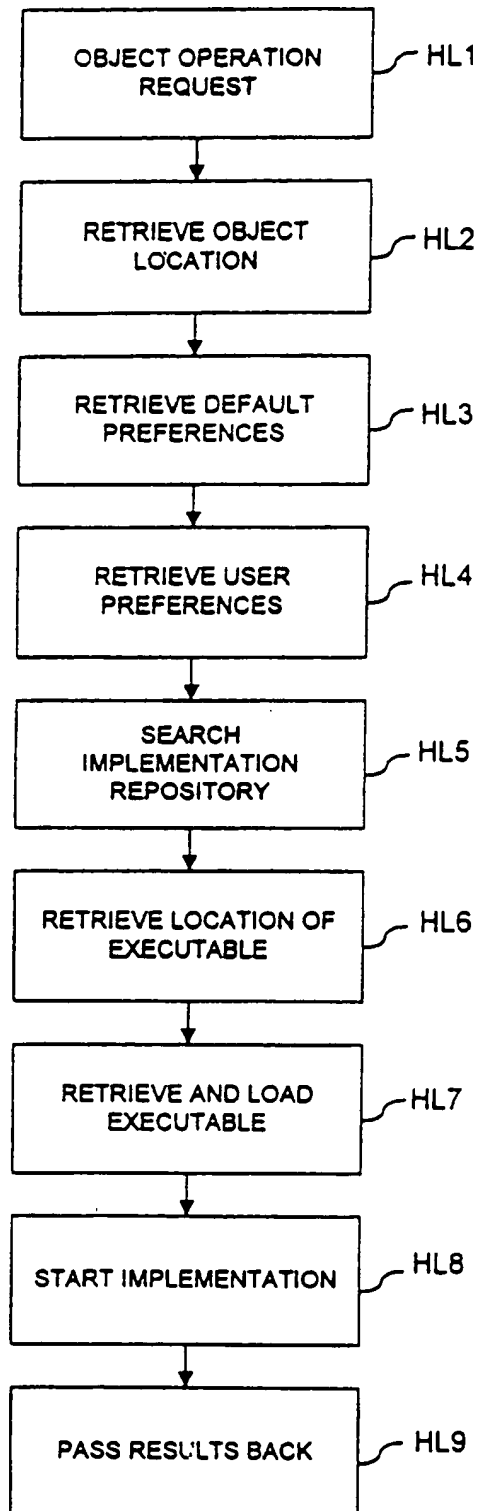 OBJECT OPERATION
REQUEST
HL1
RETRIEVE OBJECT
LOCATION
HL2
RETRIEVE DEFAULT
PREFERENCES
HL3
RETRIEVE USER
PREFERENCES
HL4
SEARCH
IMPLEMENTATION
REPOSITORY
HL5
RETRIEVE LOCATION OF
EXECUTABLE
HL6
RETRIEVE AND LOAD
EXECUTABLE
HL7
START IMPLEMENTATION
HL8
PASS RESULTS BACK
HL9